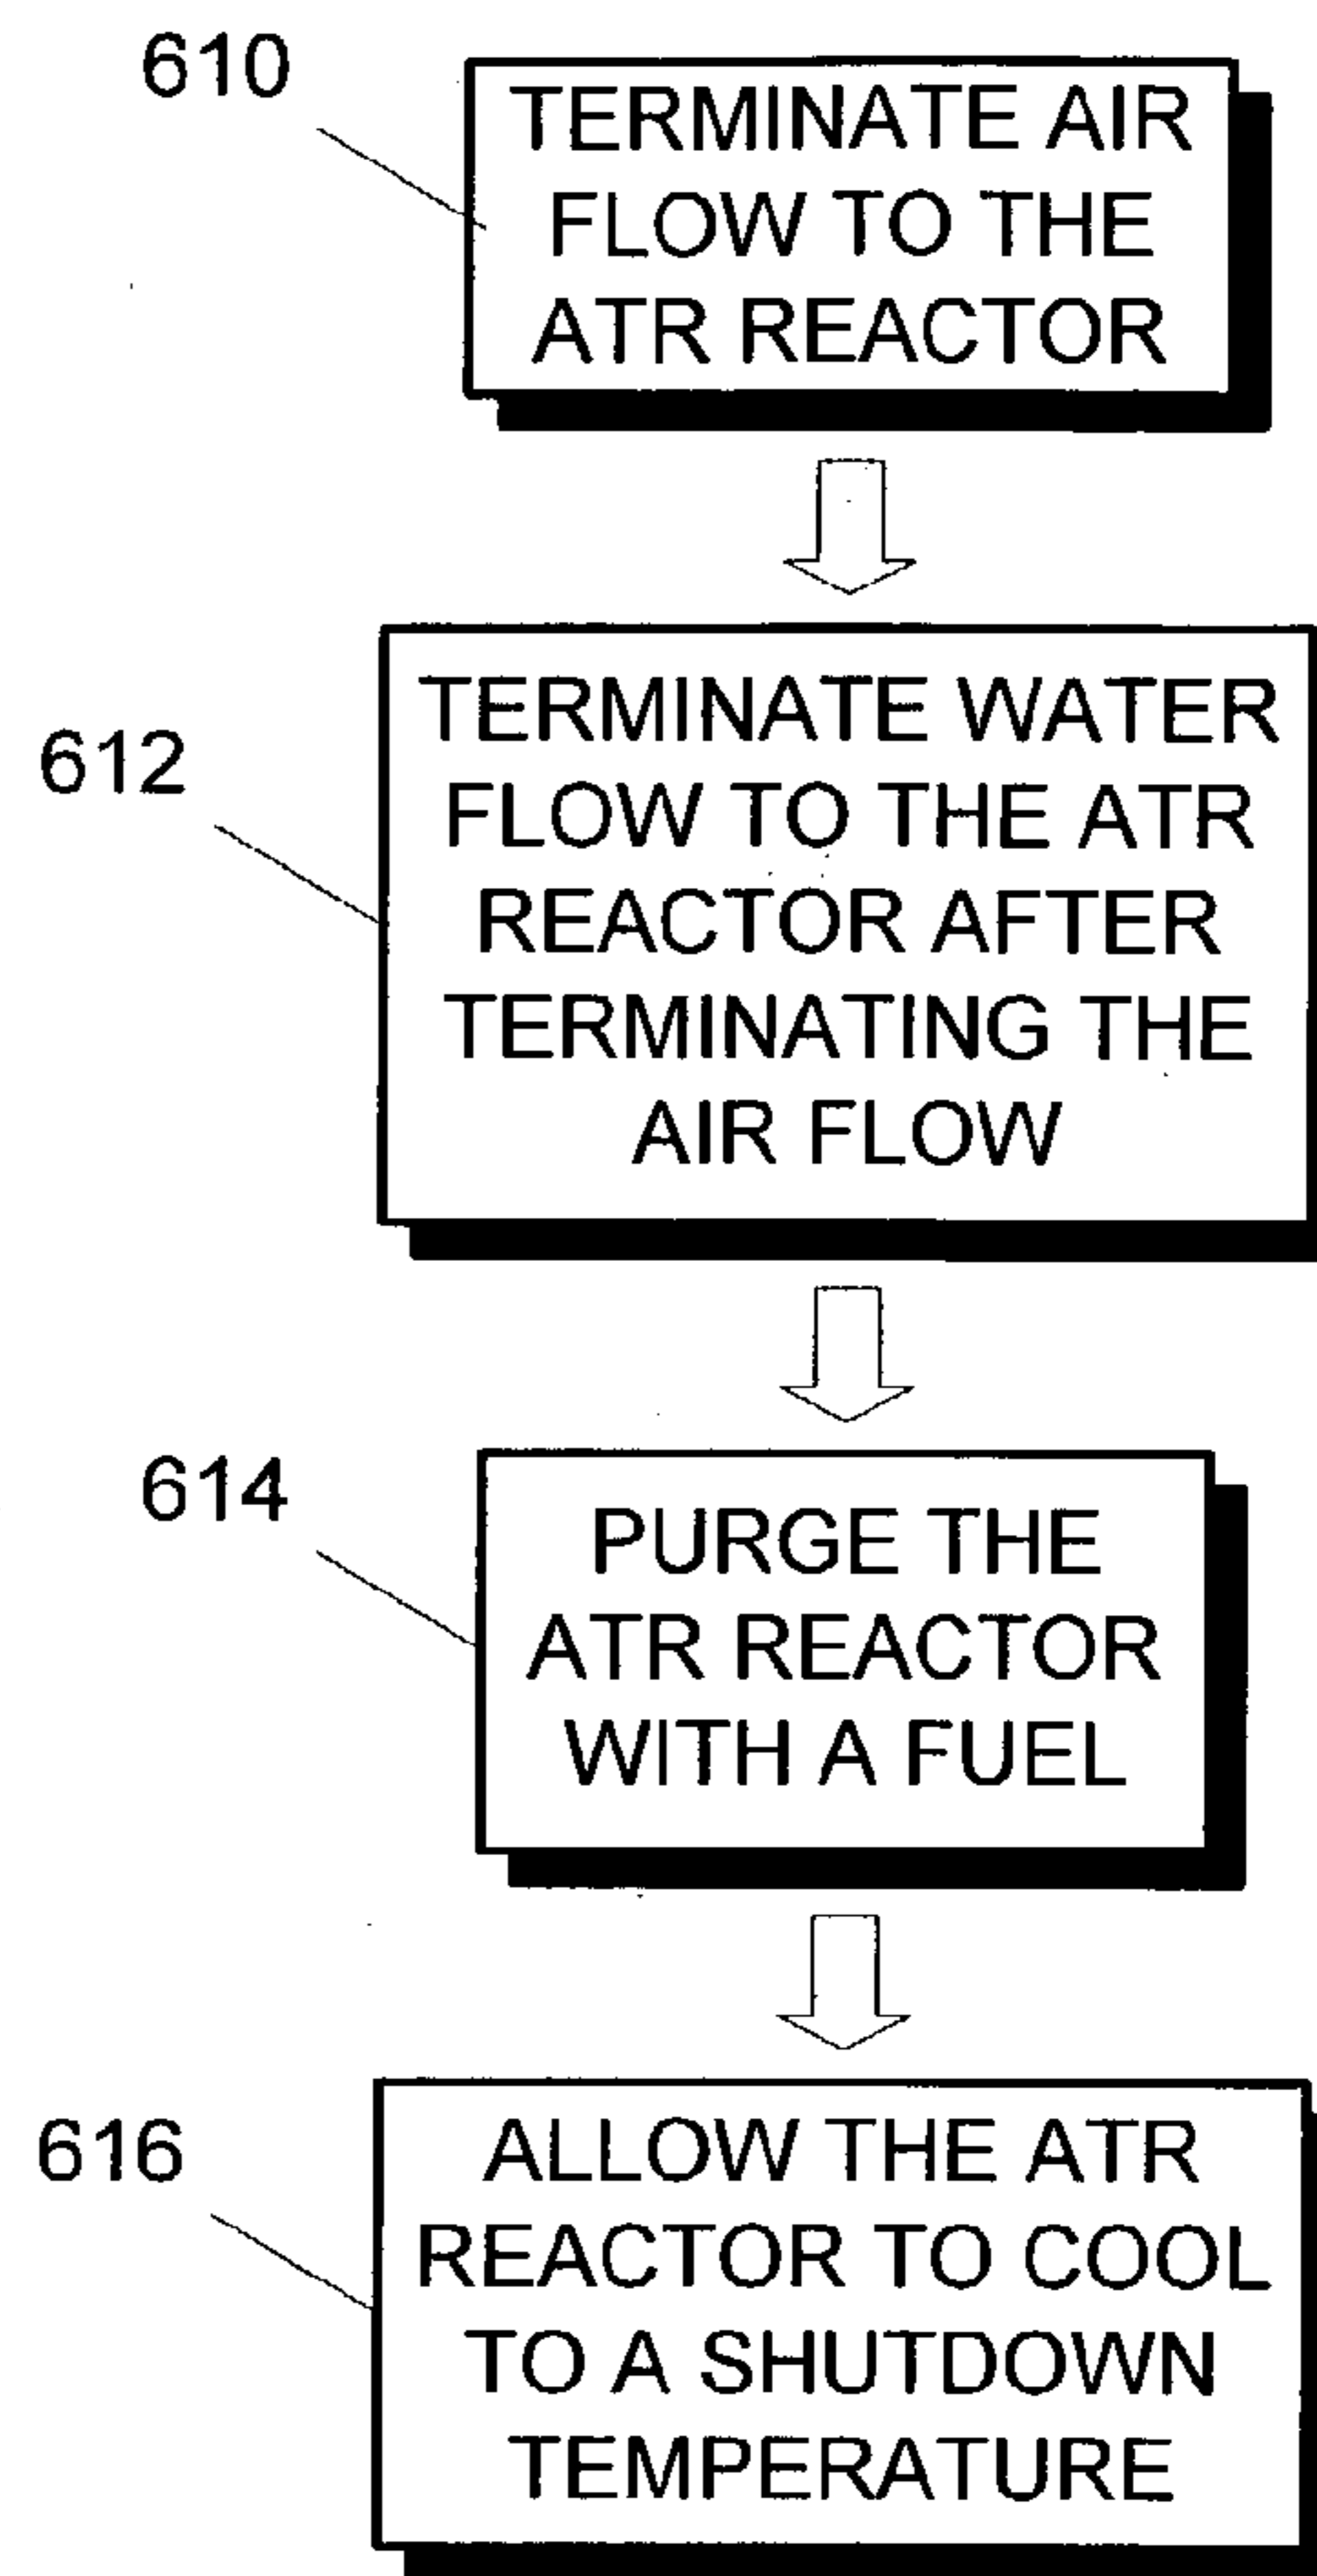 610
TERMINATE AIR
FLOW TO THE
ATR REACTOR
612
TERMINATE WATER
FLOW TO THE ATR
REACTOR AFTER
TERMINATING THE
AIR FLOW
614
PURGE THE
ATR REACTOR
WITH A FUEL
616
ALLOW THE ATR
REACTOR TO COOL
TO A SHUTDOWN
TEMPERATURE